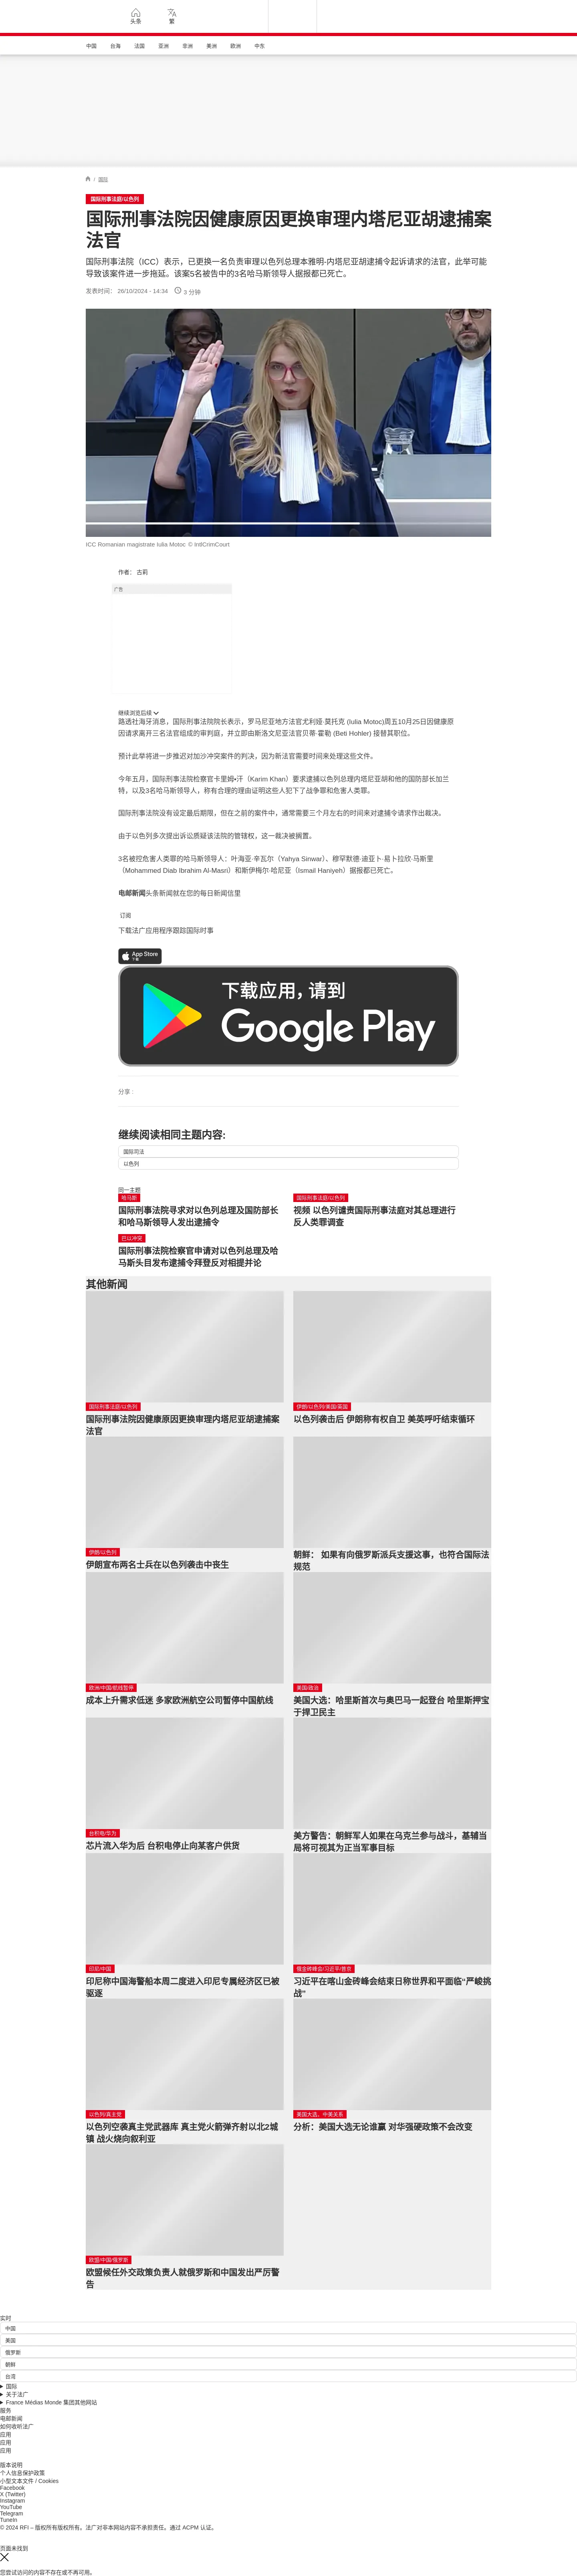 头条
繁
中国
台海
法国
亚洲
非洲
美洲
欧洲
中东
/ 国际
国际刑事法庭/以色列
国际刑事法院因健康原因更换审理内塔尼亚胡逮捕案
法官
国际刑事法院（ICC）表示，已更换一名负责审理以色列总理本雅明-内塔尼亚胡逮捕令起诉请求的法官，此举可能
导致该案件进一步拖延。该案5名被告中的3名哈马斯领导人据报都已死亡。
发表时间： 26/10/2024 - 14:34
3 分钟
ICC Romanian magistrate Iulia Motoc © IntlCrimCourt
作者： 古莉
广告
继续浏览后续
路透社海牙消息，国际刑事法院院长表示，罗马尼亚地方法官尤利娅·莫托克 (Iulia Motoc)周五10月25日因健康原
因请求离开三名法官组成的审判庭，并立即由斯洛文尼亚法官贝蒂·霍勒 (Beti Hohler) 接替其职位。
预计此举将进一步推迟对加沙冲突案件的判决，因为新法官需要时间来处理这些文件。
今年五月，国际刑事法院检察官卡里姆•汗（Karim Khan）要求逮捕以色列总理内塔尼亚胡和他的国防部长加兰
特，以及3名哈马斯领导人，称有合理的理由证明这些人犯下了战争罪和危害人类罪。
国际刑事法院没有设定最后期限，但在之前的案件中，通常需要三个月左右的时间来对逮捕令请求作出裁决。
由于以色列多次提出诉讼质疑该法院的管辖权，这一裁决被搁置。
3名被控危害人类罪的哈马斯领导人：叶海亚·辛瓦尔（Yahya Sinwar）、穆罕默德·迪亚卜·易卜拉欣·马斯里
（Mohammed Diab Ibrahim Al-Masri）和斯伊梅尔·哈尼亚（Ismail Haniyeh）据报都已死亡。
电邮新闻头条新闻就在您的每日新闻信里
订阅
下载法广应用程序跟踪国际时事
App Store
下载
下载应用，请到
Google Play
分享 :
继续阅读相同主题内容:
国际司法
以色列
同一主题
哈马斯
国际刑事法院寻求对以色列总理及国防部长
和哈马斯领导人发出逮捕令
国际刑事法庭/以色列
视频 以色列谴责国际刑事法庭对其总理进行
反人类罪调查
巴以冲突
国际刑事法院检察官申请对以色列总理及哈
马斯头目发布逮捕令拜登反对相提并论
其他新闻
国际刑事法庭/以色列
国际刑事法院因健康原因更换审理内塔尼亚胡逮捕案
法官
伊朗/以色列/美国/英国
以色列袭击后 伊朗称有权自卫 美英呼吁结束循环
伊朗/以色列
伊朗宣布两名士兵在以色列袭击中丧生
朝鲜： 如果有向俄罗斯派兵支援这事，也符合国际法
规范
欧洲/中国/航线暂停
成本上升需求低迷 多家欧洲航空公司暂停中国航线
美国/政治
美国大选：哈里斯首次与奥巴马一起登台 哈里斯押宝
于捍卫民主
台积电/华为
芯片流入华为后 台积电停止向某客户供货
美方警告：朝鲜军人如果在乌克兰参与战斗，基辅当
局将可视其为正当军事目标
印尼/中国
印尼称中国海警船本周二度进入印尼专属经济区已被
驱逐
俄金砖峰会/习近平/普京
习近平在喀山金砖峰会结束日称世界和平面临“严峻挑
战”
以色列/真主党
以色列空袭真主党武器库 真主党火箭弹齐射以北2城
镇 战火烧向叙利亚
美国大选、中美关系
分析：美国大选无论谁赢 对华强硬政策不会改变
欧盟/中国/俄罗斯
欧盟候任外交政策负责人就俄罗斯和中国发出严厉警
告
实时
中国
美国
俄罗斯
朝鲜
台湾
国际
关于法广
France Médias Monde 集团其他网站
服务
电邮新闻
如何收听法广
应用
应用
应用
版本说明
个人信息保护政策
小型文本文件 / Cookies
Facebook
X (Twitter)
Instagram
YouTube
Telegram
TuneIn
© 2024 RFI – 版权所有版权所有。法广对非本网站内容不承担责任。通过 ACPM 认证。
页面未找到
您尝试访问的内容不存在或不再可用。